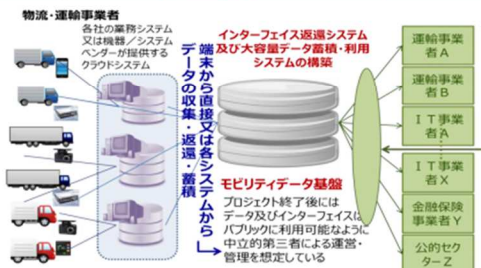 物流・運輸事業者
各社の業務システム
又は機器／システム
ベンダーが提供する
クラウドシステム
端末から直接又は各システムから
データの収集・返還・蓄積
インターフェイス返還システム
及び大容量データ蓄積・利用
システムの構築
モビリティデータ基盤
プロジェクト終了後には
データ及びインターフェイスは
パブリックに利用可能なように
中立的第三者による運営・
管理を想定している
運輸事業
者A
運輸事業
者B
ＩＴ事業
者A
ＩＴ事業
者X
金融保険
事業者Y
公的セク
ターZ